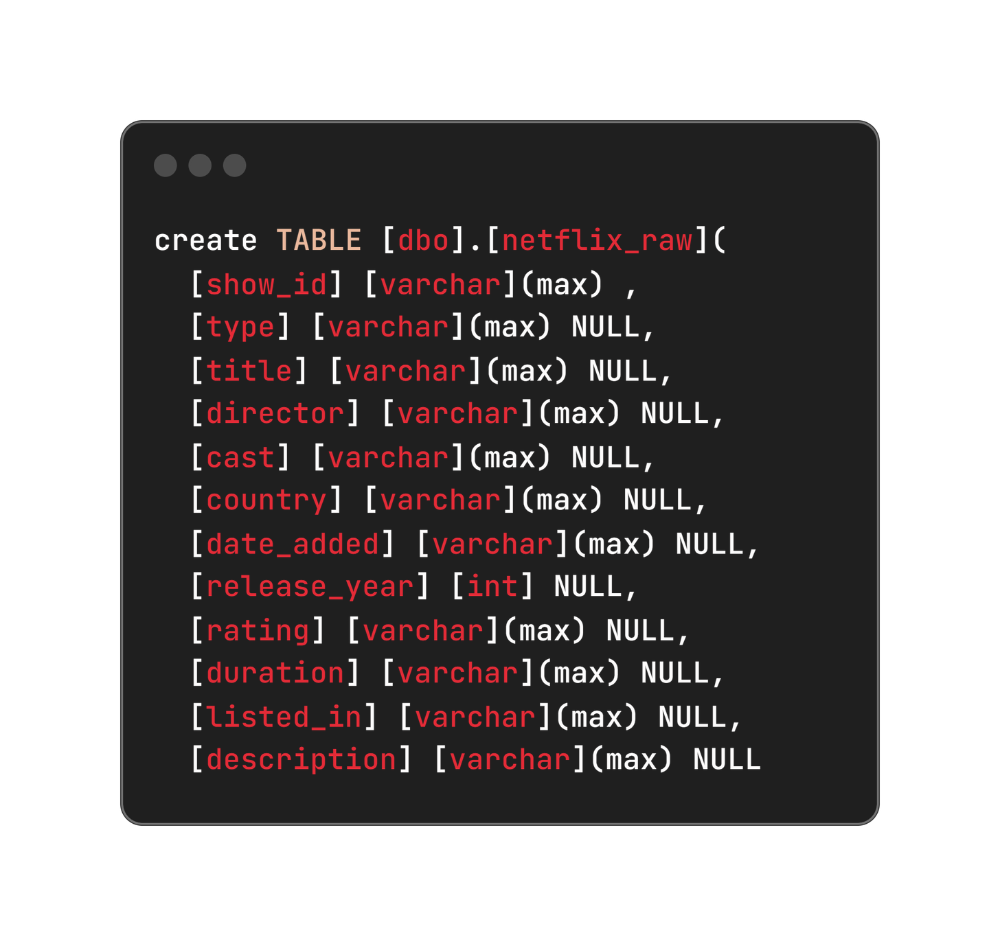 create TABLE [dbo].[netflix_raw](
  [show_id] [varchar](max) ,
  [type] [varchar](max) NULL,
  [title] [varchar](max) NULL,
  [director] [varchar](max) NULL,
  [cast] [varchar](max) NULL,
  [country] [varchar](max) NULL,
  [date_added] [varchar](max) NULL,
  [release_year] [int] NULL,
  [rating] [varchar](max) NULL,
  [duration] [varchar](max) NULL,
  [listed_in] [varchar](max) NULL,
  [description] [varchar](max) NULL